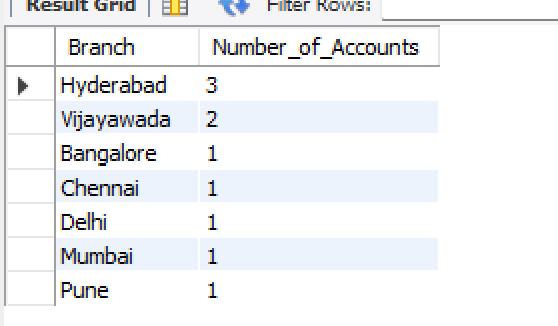 Result Grid Filter Rows:
Branch Number_of_Accounts
Hyderabad 3
Vijayawada 2
Bangalore 1
Chennai 1
Delhi 1
Mumbai 1
Pune 1